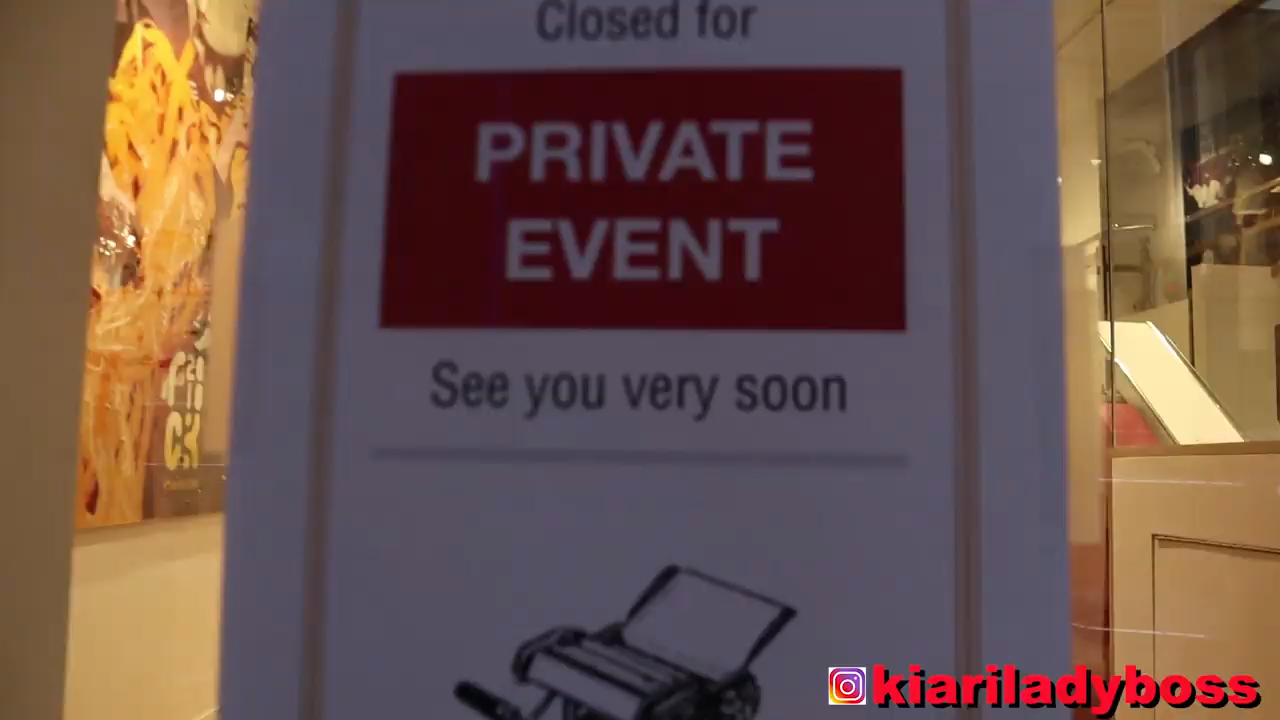 Closed for
PRIVATE
EVENT
See you very soon
kiariladyboss